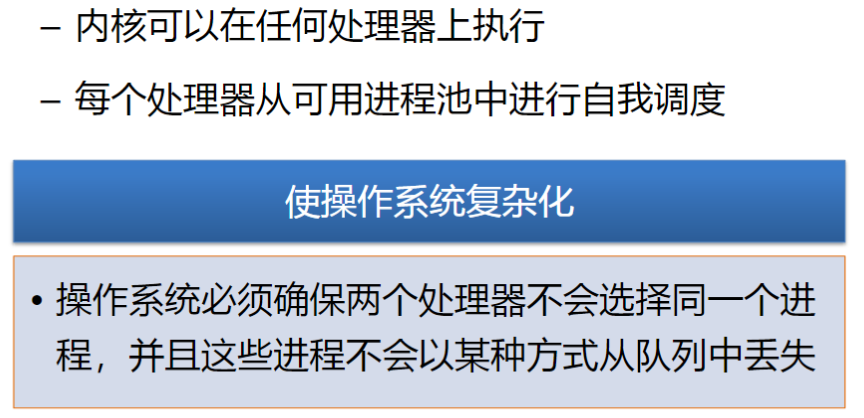 – 内核可以在任何处理器上执行
– 每个处理器从可用进程池中进行自我调度
使操作系统复杂化
• 操作系统必须确保两个处理器不会选择同一个进
程，并且这些进程不会以某种方式从队列中丢失